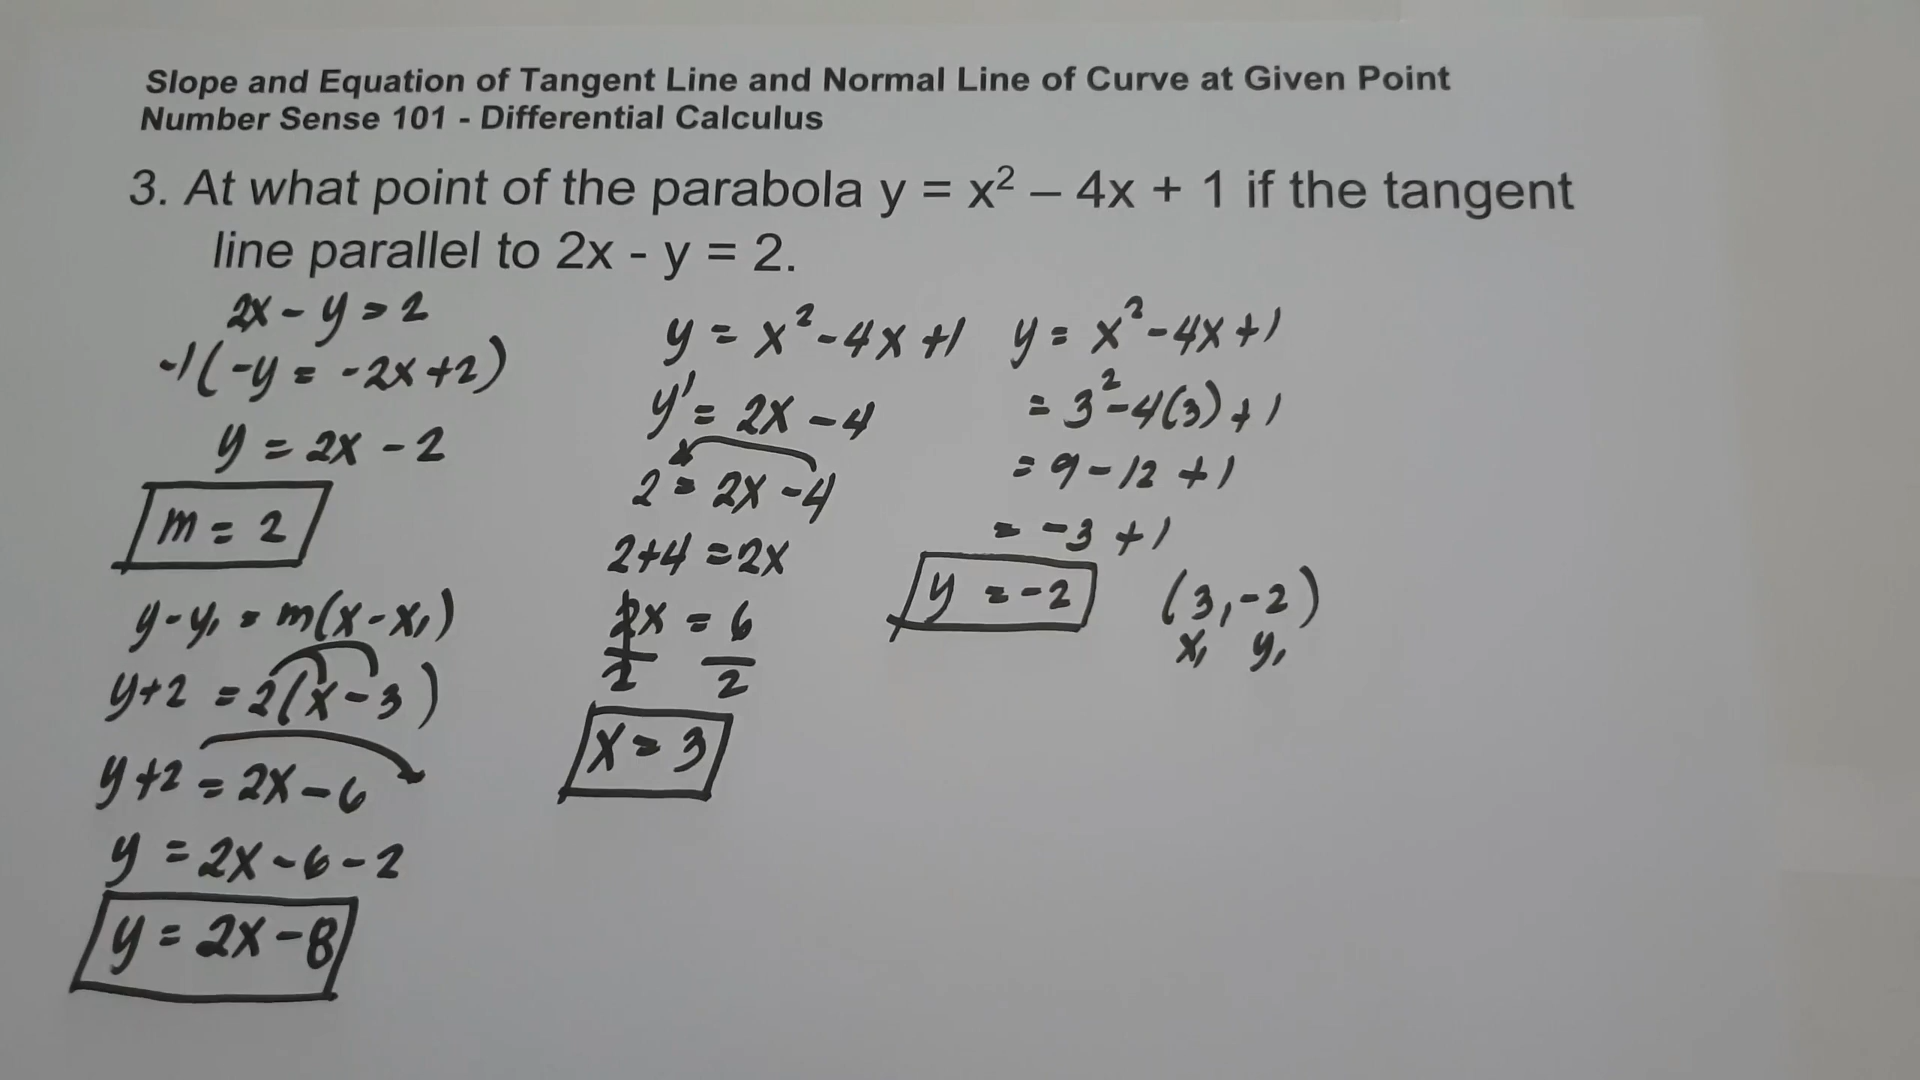 Slope and Equation of Tangent Line and Normal Line of Curve at Given Point
Number Sense 101 - Differential Calculus
3. At what point of the parabola y = x² – 4x + 1 if the tangent
line parallel to 2x - y = 2.
2x - y = 2
-1(-y = -2x+2)
y = 2x - 2
m = 2
y-y₁ = m(x-x₁)
y+2 = 2(x-3)
y+2 = 2x-6
y = 2x-6-2
y = 2x-8
y = x²-4x+1
y' = 2x-4
2 = 2x-4
2+4 = 2x
2x = 6
2 2
x = 3
y = x²-4x+1
= 3²-4(3)+1
= 9-12+1
= -3+1
y = -2
(3,-2)
x₁ y₁